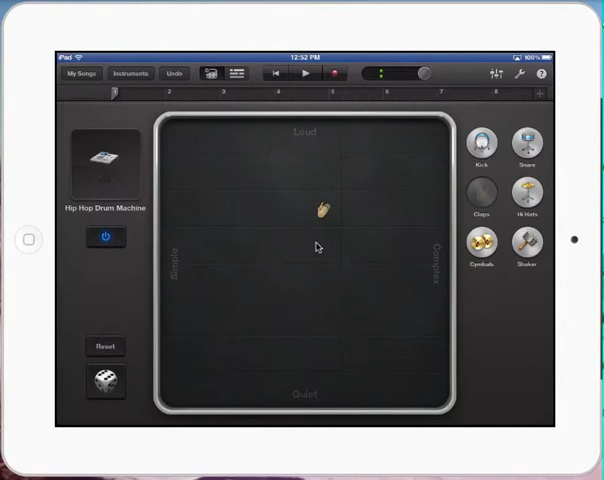 iPad
12:52 PM
100%
My Songs
Instruments
Undo
?
1 2 3 4 5 6 7 8 +
Loud
Kick
Snare
Hip Hop Drum Machine
Claps
Hi Hats
Simple
Complex
Cymbals
Shaker
Reset
Quiet